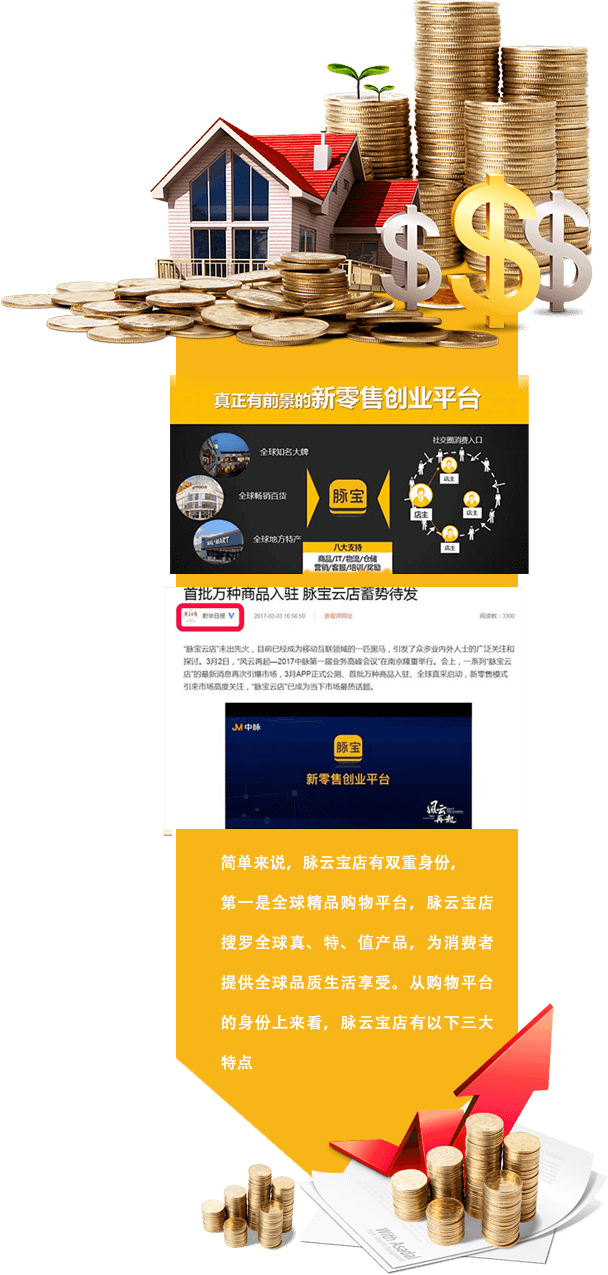 真正有前景的新零售创业平台
全球知名大牌
全球畅销百货
全球地方特产
WAL-MART
脉宝
八大支持
商品/IT/物流/仓储
营销/客服/培训/奖励
社交圈消费入口
店主
店主
店主
店主
首批万种商品入驻 脉宝云店蓄势待发
新华日报
2017-03-03 16:56:59
查看原网址
阅读数：3300
“脉宝云店”未出先火，目前已经成为移动互联领域的一匹黑马，引发了众多业内外人士的广泛关注和
探讨。3月2日，“风云再起—2017中脉第一届业务高峰会议”在南京隆重举行。会上，一系列“脉宝云
店”的最新消息再次引爆市场，3月APP正式公测、首批万种商品入驻、全球直采启动，新零售模式
引来市场高度关注，“脉宝云店”已成为当下市场最热话题。
JM 中脉
脉宝
新零售创业平台
风云
再起
简单来说，脉云宝店有双重身份，
第一是全球精品购物平台，脉云宝店
搜罗全球真、特、值产品，为消费者
提供全球品质生活享受。从购物平台
的身份上来看，脉云宝店有以下三大
特点
With Asadal